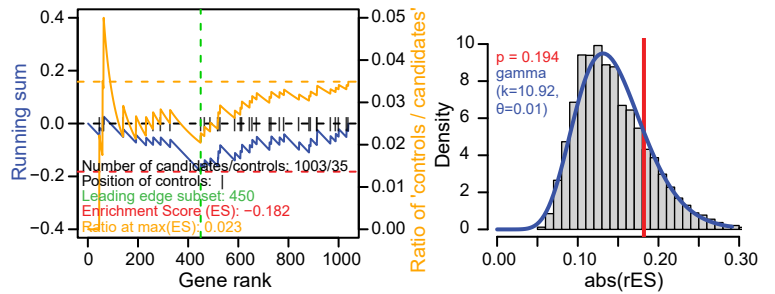 0.4
0.2
0.0
−0.2
−0.4
Running sum
0.05
0.04
0.03
0.02
0.01
0.00
Ratio of 'controls / candidates'
Number of candidates/controls: 1003/35
Position of controls: |
Leading edge subset: 450
Enrichment Score (ES): −0.182
Ratio at max(ES): 0.023
0 200 400 600 800 1000
Gene rank
10
8
6
4
2
0
Density
p = 0.194
gamma
(k=10.92,
θ=0.01)
0.00 0.10 0.20 0.30
abs(rES)